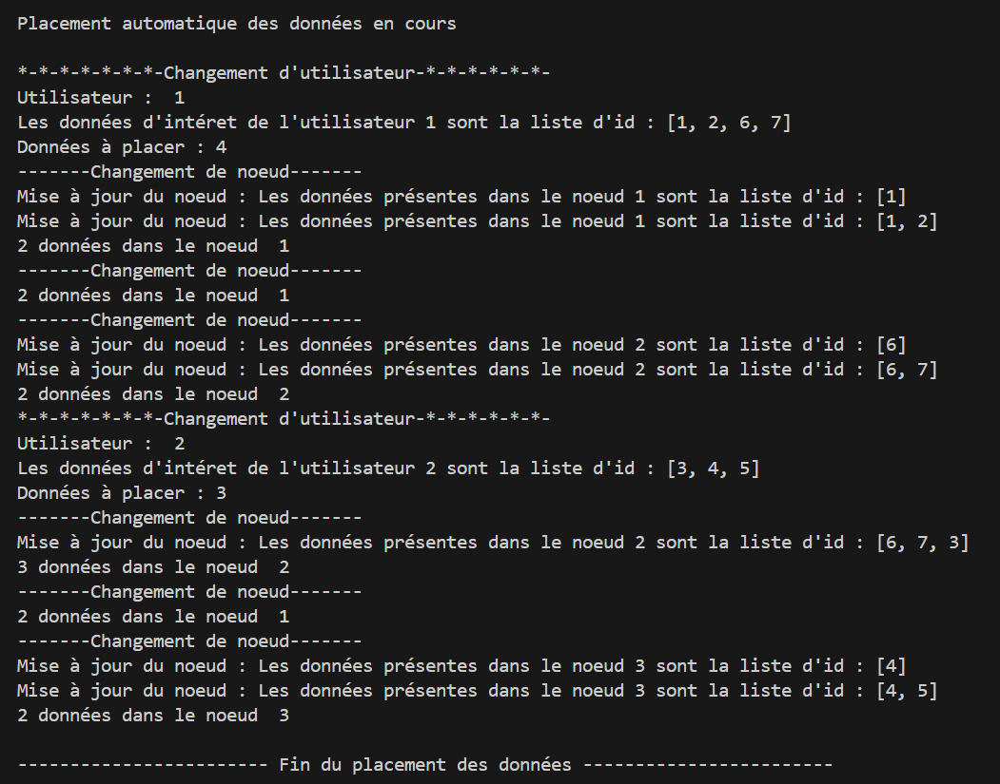 Placement automatique des données en cours
*-*-*-*-*-*-*-Changement d'utilisateur-*-*-*-*-*-*-
Utilisateur :  1
Les données d'intéret de l'utilisateur 1 sont la liste d'id : [1, 2, 6, 7]
Données à placer : 4
-------Changement de noeud-------
Mise à jour du noeud : Les données présentes dans le noeud 1 sont la liste d'id : [1]
Mise à jour du noeud : Les données présentes dans le noeud 1 sont la liste d'id : [1, 2]
2 données dans le noeud  1
-------Changement de noeud-------
2 données dans le noeud  1
-------Changement de noeud-------
Mise à jour du noeud : Les données présentes dans le noeud 2 sont la liste d'id : [6]
Mise à jour du noeud : Les données présentes dans le noeud 2 sont la liste d'id : [6, 7]
2 données dans le noeud  2
*-*-*-*-*-*-*-Changement d'utilisateur-*-*-*-*-*-*-
Utilisateur :  2
Les données d'intéret de l'utilisateur 2 sont la liste d'id : [3, 4, 5]
Données à placer : 3
-------Changement de noeud-------
Mise à jour du noeud : Les données présentes dans le noeud 2 sont la liste d'id : [6, 7, 3]
3 données dans le noeud  2
-------Changement de noeud-------
2 données dans le noeud  1
-------Changement de noeud-------
Mise à jour du noeud : Les données présentes dans le noeud 3 sont la liste d'id : [4]
Mise à jour du noeud : Les données présentes dans le noeud 3 sont la liste d'id : [4, 5]
2 données dans le noeud  3
------------------------ Fin du placement des données ------------------------